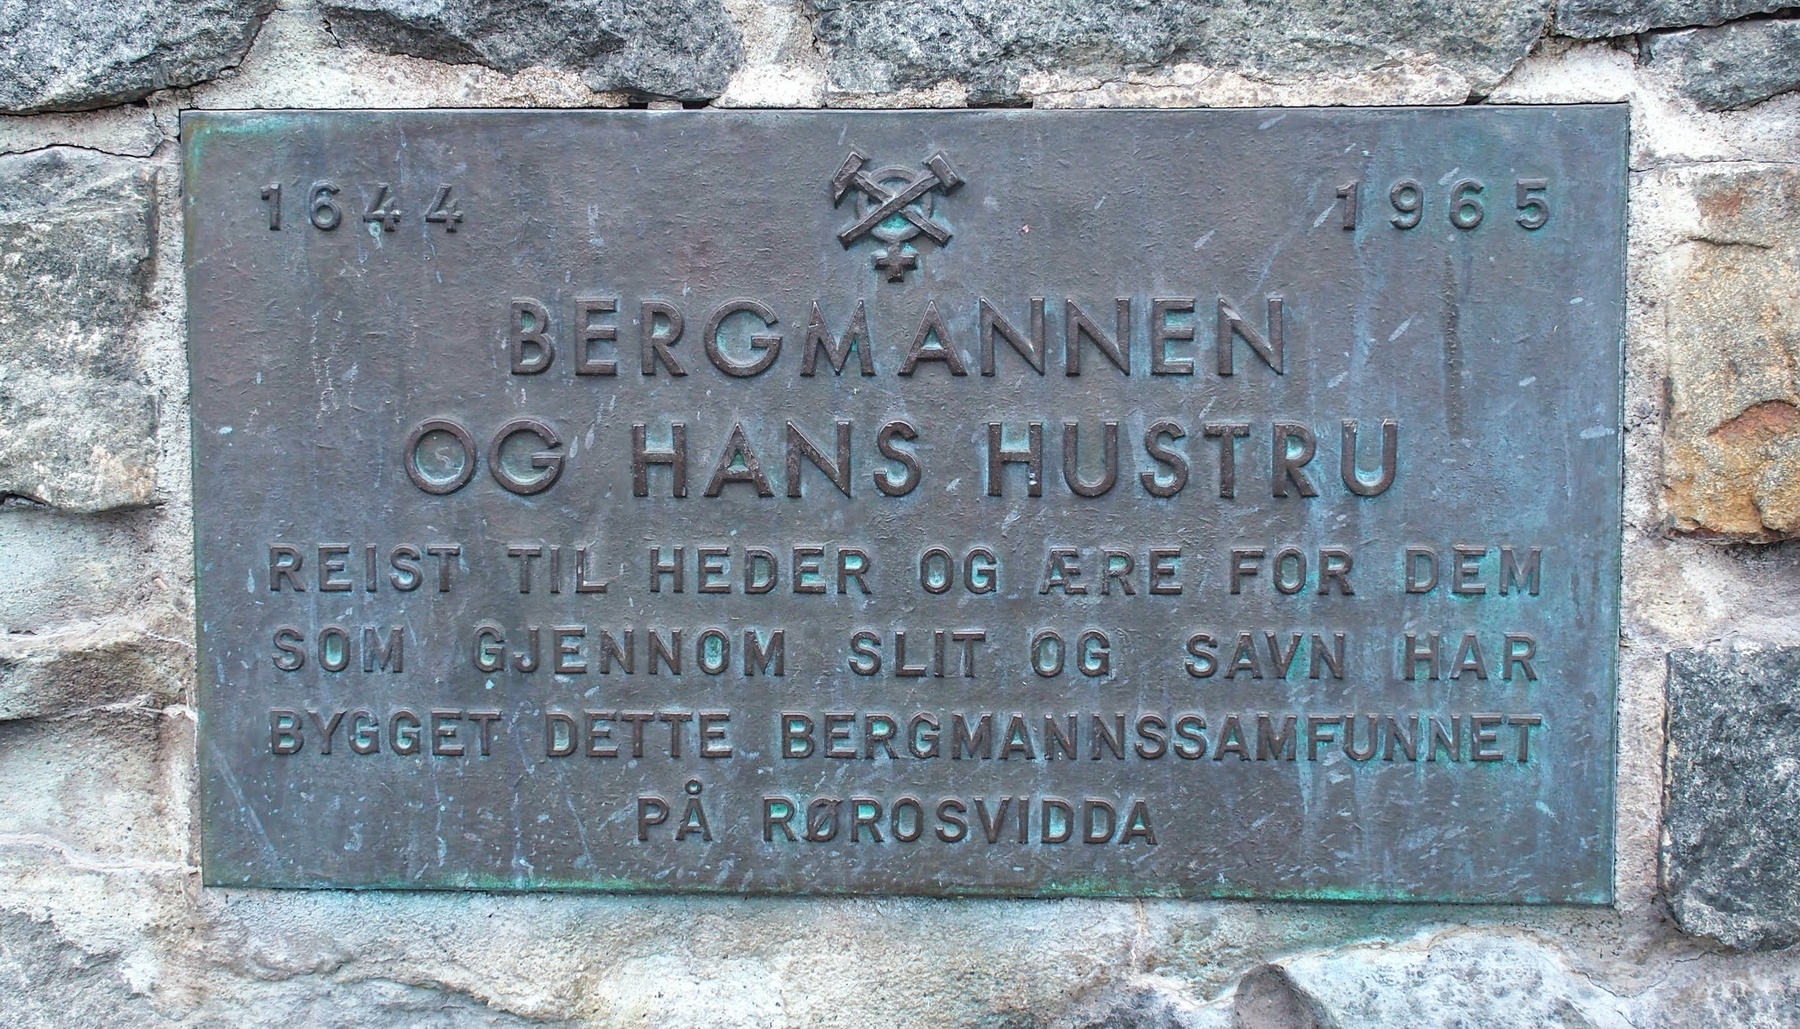 1644 1965
BERGMANNEN
OG HANS HUSTRU
REIST TIL HEDER OG ÆRE FOR DEM
SOM GJENNOM SLIT OG SAVN HAR
BYGGET DETTE BERGMANNSSAMFUNNET
PÅ RØROSVIDDA